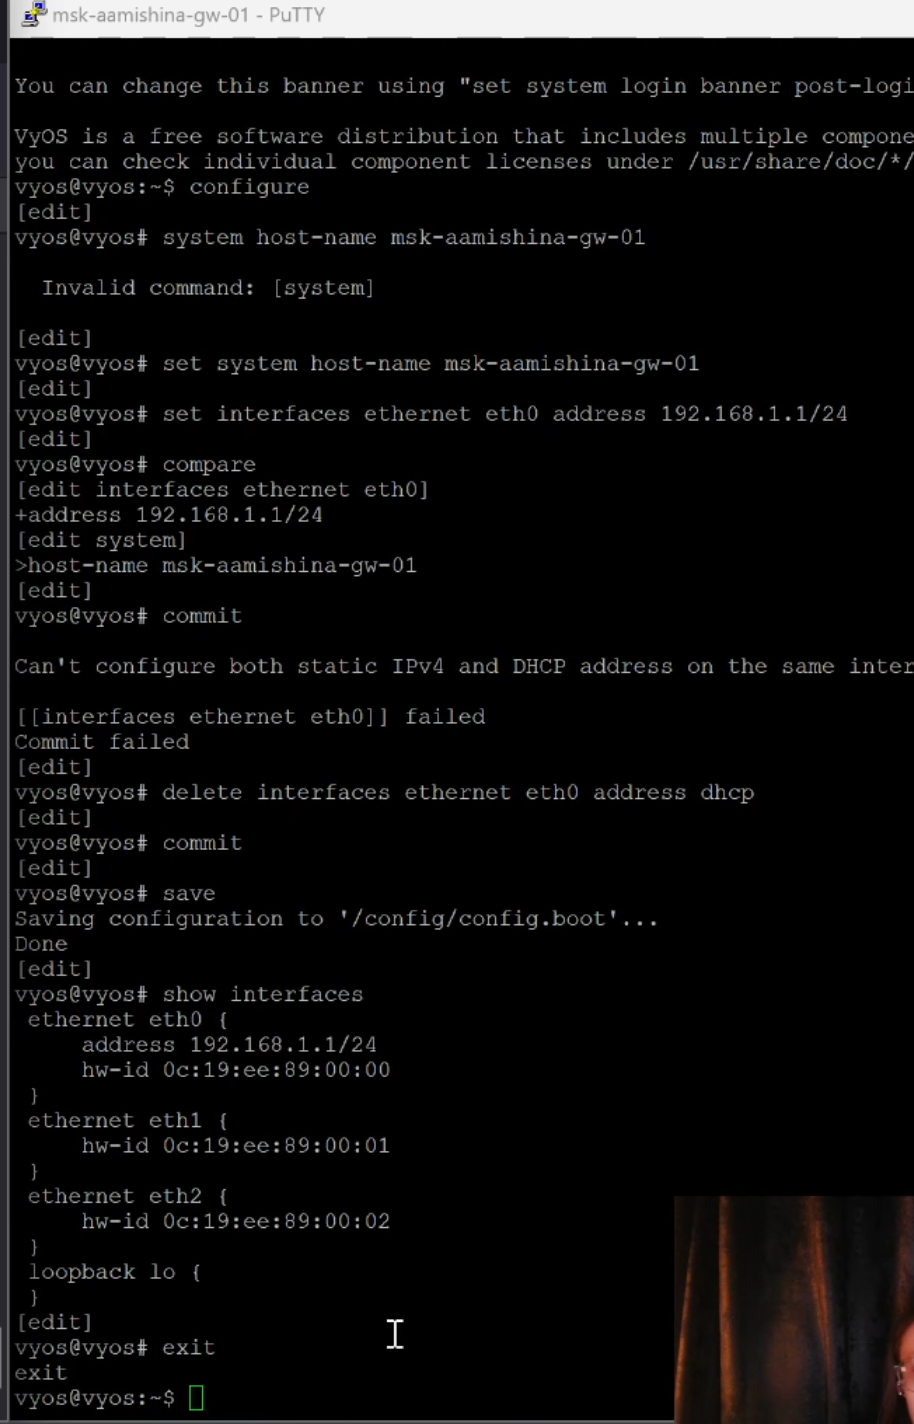 msk-aamishina-gw-01 - PuTTY
You can change this banner using "set system login banner post-logi
VyOS is a free software distribution that includes multiple compone
you can check individual component licenses under /usr/share/doc/*/
vyos@vyos:~$ configure
[edit]
vyos@vyos# system host-name msk-aamishina-gw-01
Invalid command: [system]
[edit]
vyos@vyos# set system host-name msk-aamishina-gw-01
[edit]
vyos@vyos# set interfaces ethernet eth0 address 192.168.1.1/24
[edit]
vyos@vyos# compare
[edit interfaces ethernet eth0]
+address 192.168.1.1/24
[edit system]
>host-name msk-aamishina-gw-01
[edit]
vyos@vyos# commit
Can't configure both static IPv4 and DHCP address on the same inter
[[interfaces ethernet eth0]] failed
Commit failed
[edit]
vyos@vyos# delete interfaces ethernet eth0 address dhcp
[edit]
vyos@vyos# commit
[edit]
vyos@vyos# save
Saving configuration to '/config/config.boot'...
Done
[edit]
vyos@vyos# show interfaces
ethernet eth0 {
address 192.168.1.1/24
hw-id 0c:19:ee:89:00:00
}
ethernet eth1 {
hw-id 0c:19:ee:89:00:01
}
ethernet eth2 {
hw-id 0c:19:ee:89:00:02
}
loopback lo {
}
[edit]
vyos@vyos# exit
exit
vyos@vyos:~$